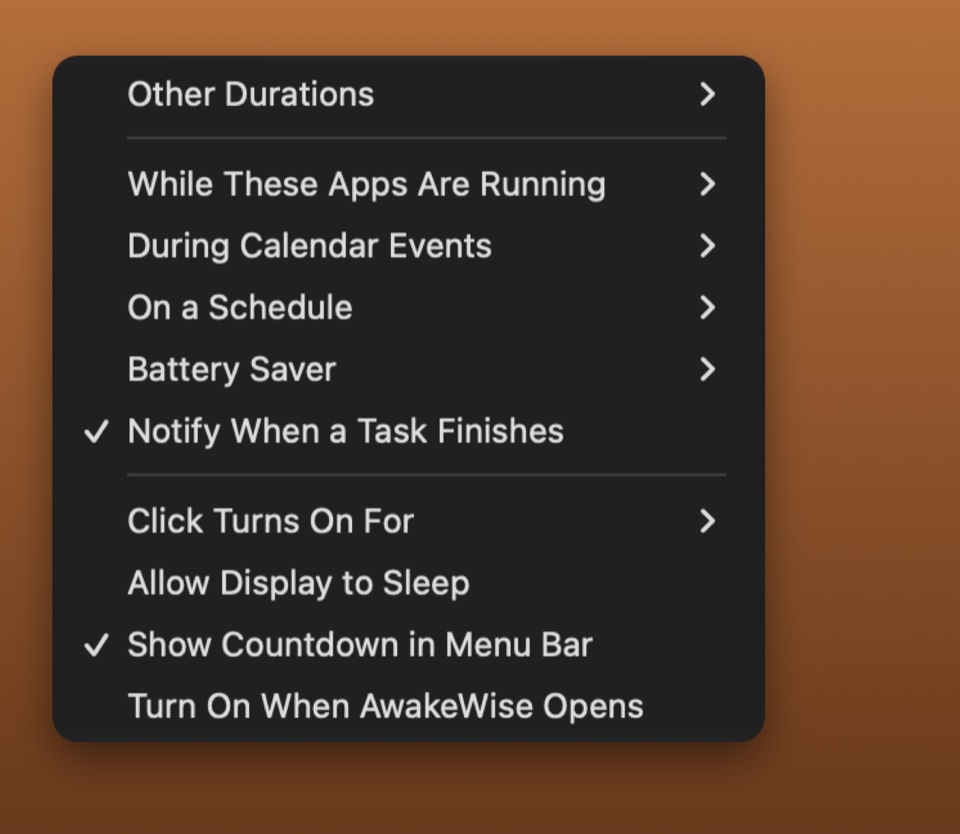 Other Durations
While These Apps Are Running
During Calendar Events
On a Schedule
Battery Saver
Notify When a Task Finishes
Click Turns On For
Allow Display to Sleep
Show Countdown in Menu Bar
Turn On When AwakeWise Opens